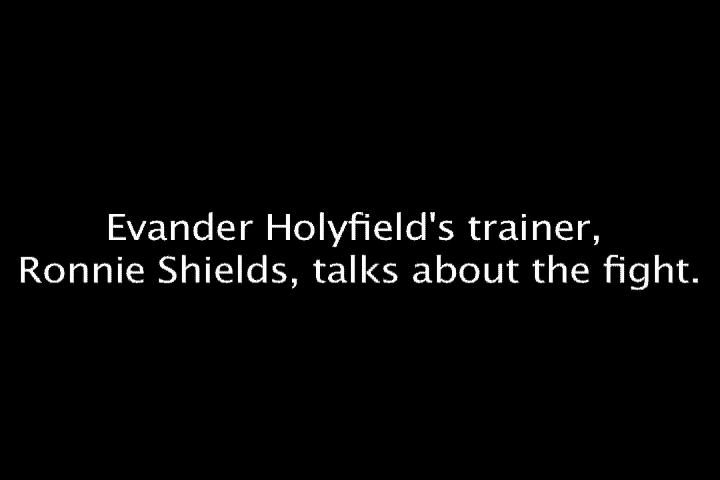 Evander Holyfield's trainer,
Ronnie Shields, talks about the fight.